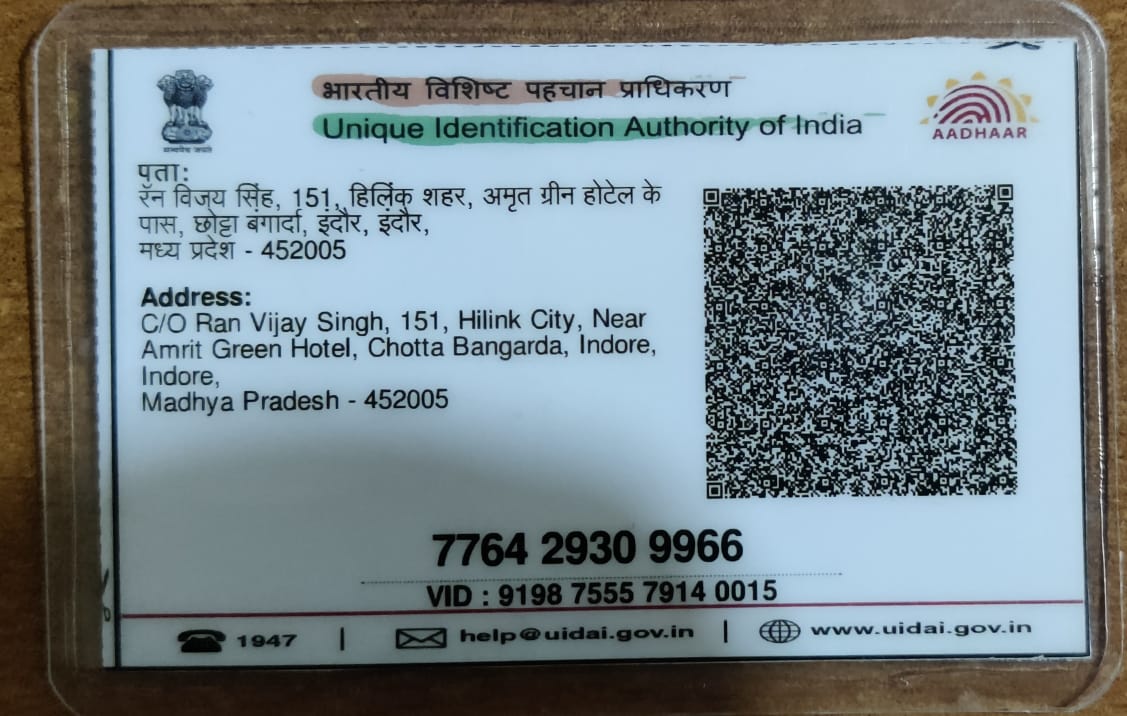 भारतीय विशिष्ट पहचान प्राधिकरण
Unique Identification Authority of India
AADHAAR
सत्यमेव जयते
पता:
रॅन विजय सिंह, 151, हिलिंक शहर, अमृत ग्रीन होटेल के
पास, छोट्टा बंगार्दा, इंदौर, इंदौर,
मध्य प्रदेश - 452005
Address:
C/O Ran Vijay Singh, 151, Hilink City, Near
Amrit Green Hotel, Chotta Bangarda, Indore,
Indore,
Madhya Pradesh - 452005
7764 2930 9966
VID : 9198 7555 7914 0015
1947 | help@uidai.gov.in | www.uidai.gov.in